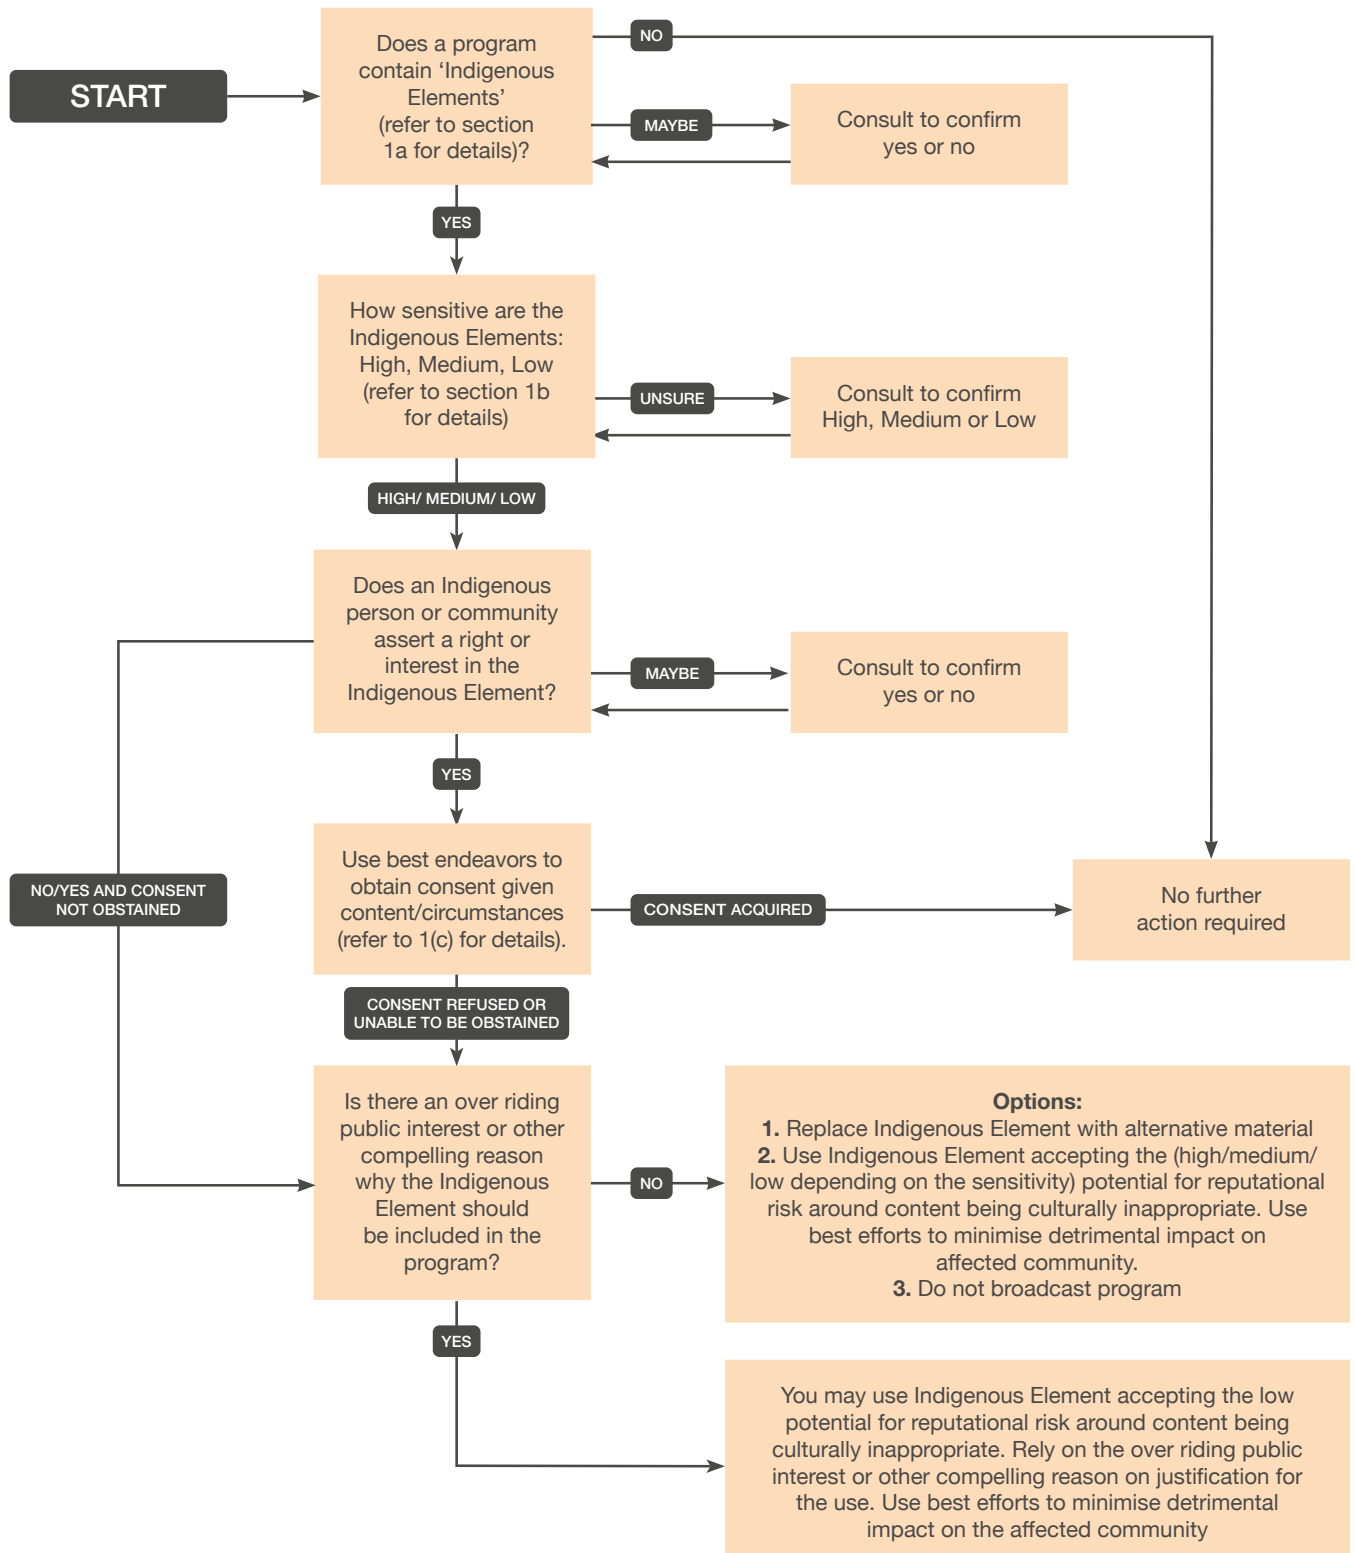 START
Does a program
contain ‘Indigenous
Elements’
(refer to section
1a for details)?
NO
MAYBE
Consult to confirm
yes or no
YES
How sensitive are the
Indigenous Elements:
High, Medium, Low
(refer to section 1b
for details)
UNSURE
Consult to confirm
High, Medium or Low
HIGH/ MEDIUM/ LOW
Does an Indigenous
person or community
assert a right or
interest in the
Indigenous Element?
MAYBE
Consult to confirm
yes or no
YES
NO/YES AND CONSENT
NOT OBSTAINED
Use best endeavors to
obtain consent given
content/circumstances
(refer to 1(c) for details).
CONSENT ACQUIRED
No further
action required
CONSENT REFUSED OR
UNABLE TO BE OBSTAINED
Is there an over riding
public interest or other
compelling reason
why the Indigenous
Element should
be included in the
program?
NO
Options:
1. Replace Indigenous Element with alternative material
2. Use Indigenous Element accepting the (high/medium/
low depending on the sensitivity) potential for reputational
risk around content being culturally inappropriate. Use
best efforts to minimise detrimental impact on
affected community.
3. Do not broadcast program
YES
You may use Indigenous Element accepting the low
potential for reputational risk around content being
culturally inappropriate. Rely on the over riding public
interest or other compelling reason on justification for
the use. Use best efforts to minimise detrimental
impact on the affected community